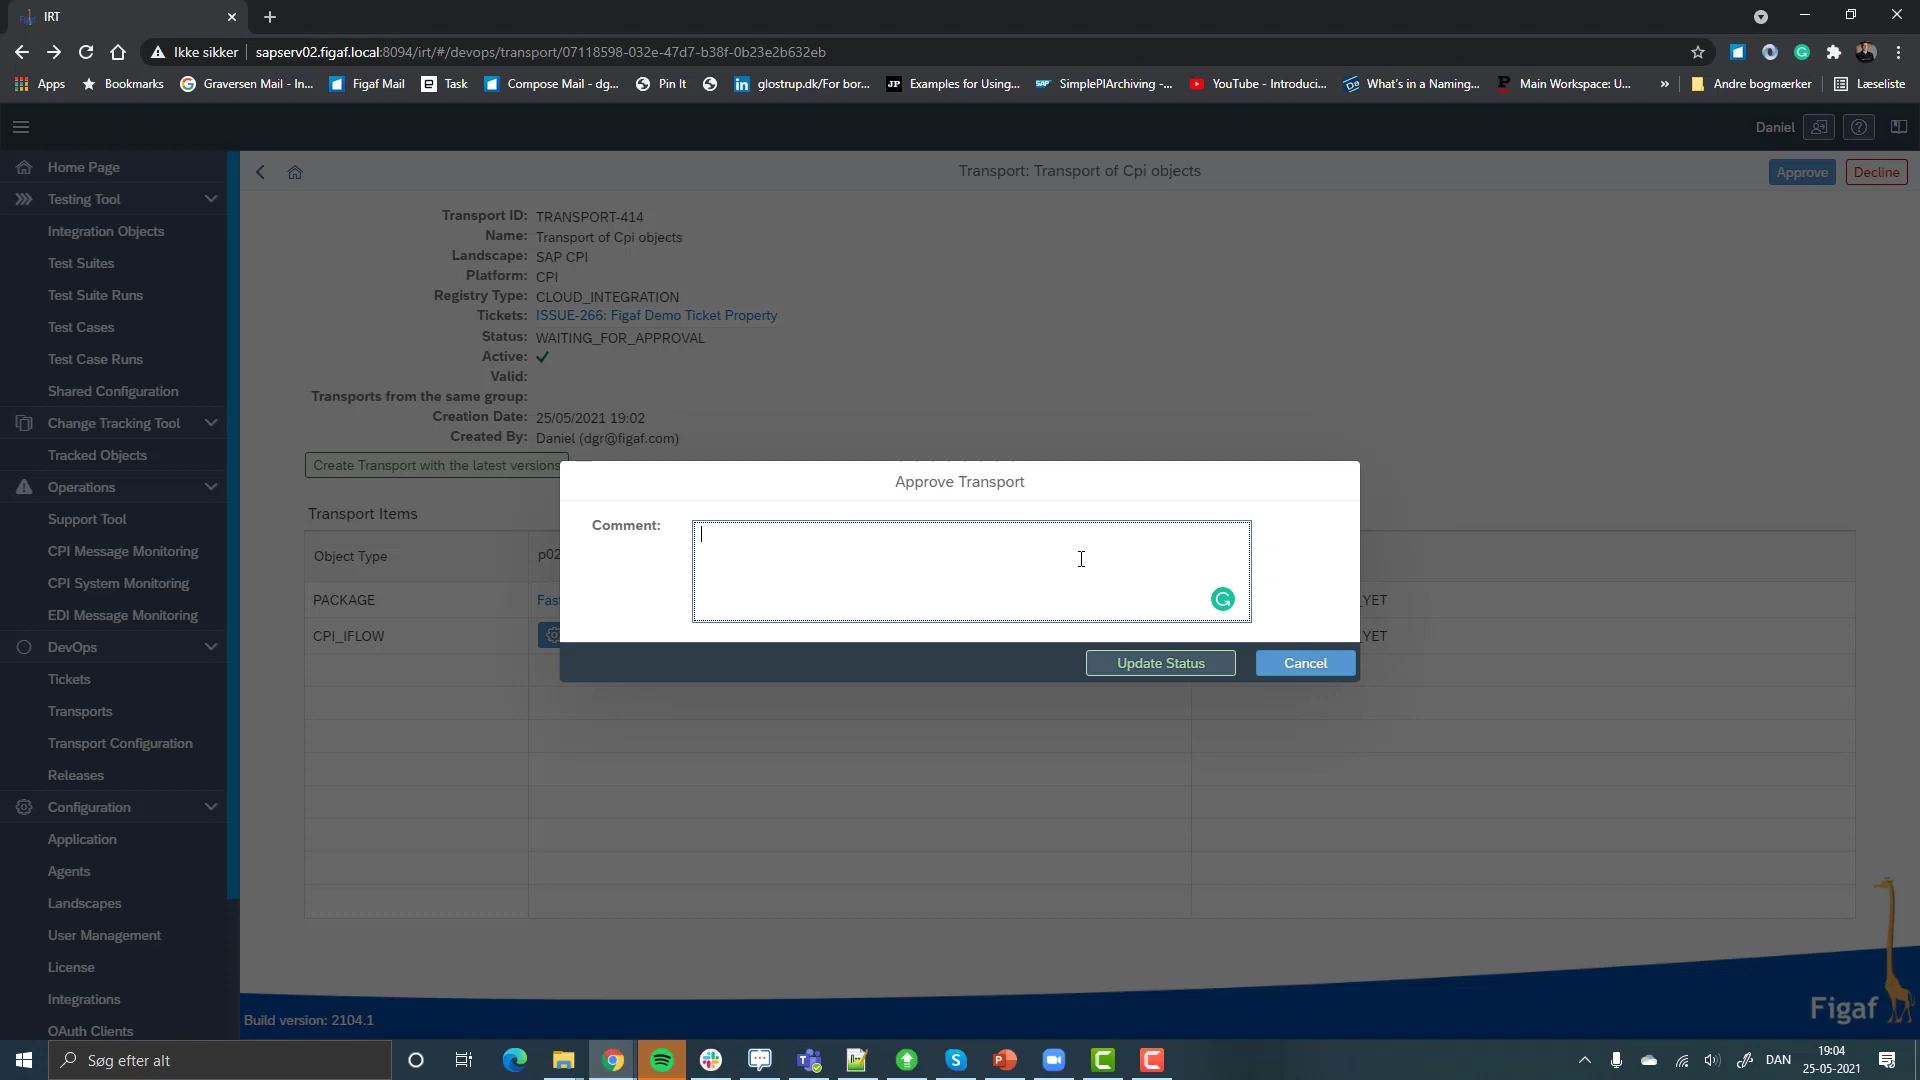 IRT
Ikke sikker
sapserv02.figaf.local:8094/irt/#/devops/transport/07118598-032e-47d7-b38f-0b23e2b632eb
Apps
Bookmarks
Graversen Mail - In...
Figaf Mail
Task
Compose Mail - dg...
Pin It
glostrup.dk/For bor...
Examples for Using...
SimplePIArchiving -...
YouTube - Introduci...
What's in a Naming...
Main Workspace: U...
»
Andre bogmærker
Læseliste
Daniel
Home Page
Testing Tool
Integration Objects
Test Suites
Test Suite Runs
Test Cases
Test Case Runs
Shared Configuration
Change Tracking Tool
Tracked Objects
Operations
Support Tool
CPI Message Monitoring
CPI System Monitoring
EDI Message Monitoring
DevOps
Tickets
Transports
Transport Configuration
Releases
Configuration
Application
Agents
Landscapes
User Management
License
Integrations
OAuth Clients
Transport: Transport of Cpi objects
Approve
Decline
Transport ID: TRANSPORT-414
Name: Transport of Cpi objects
Landscape: SAP CPI
Platform: CPI
Registry Type: CLOUD_INTEGRATION
Tickets: ISSUE-266: Figaf Demo Ticket Property
Status: WAITING_FOR_APPROVAL
Active:
Valid:
Transports from the same group:
Creation Date: 25/05/2021 19:02
Created By: Daniel (dgr@figaf.com)
Create Transport with the latest versions
Transport Items
Object Type
p02
PACKAGE
Fas
YET
CPI_IFLOW
YET
Approve Transport
Comment:
Update Status
Cancel
Figaf
Build version: 2104.1
Søg efter alt
DAN
19:04
25-05-2021